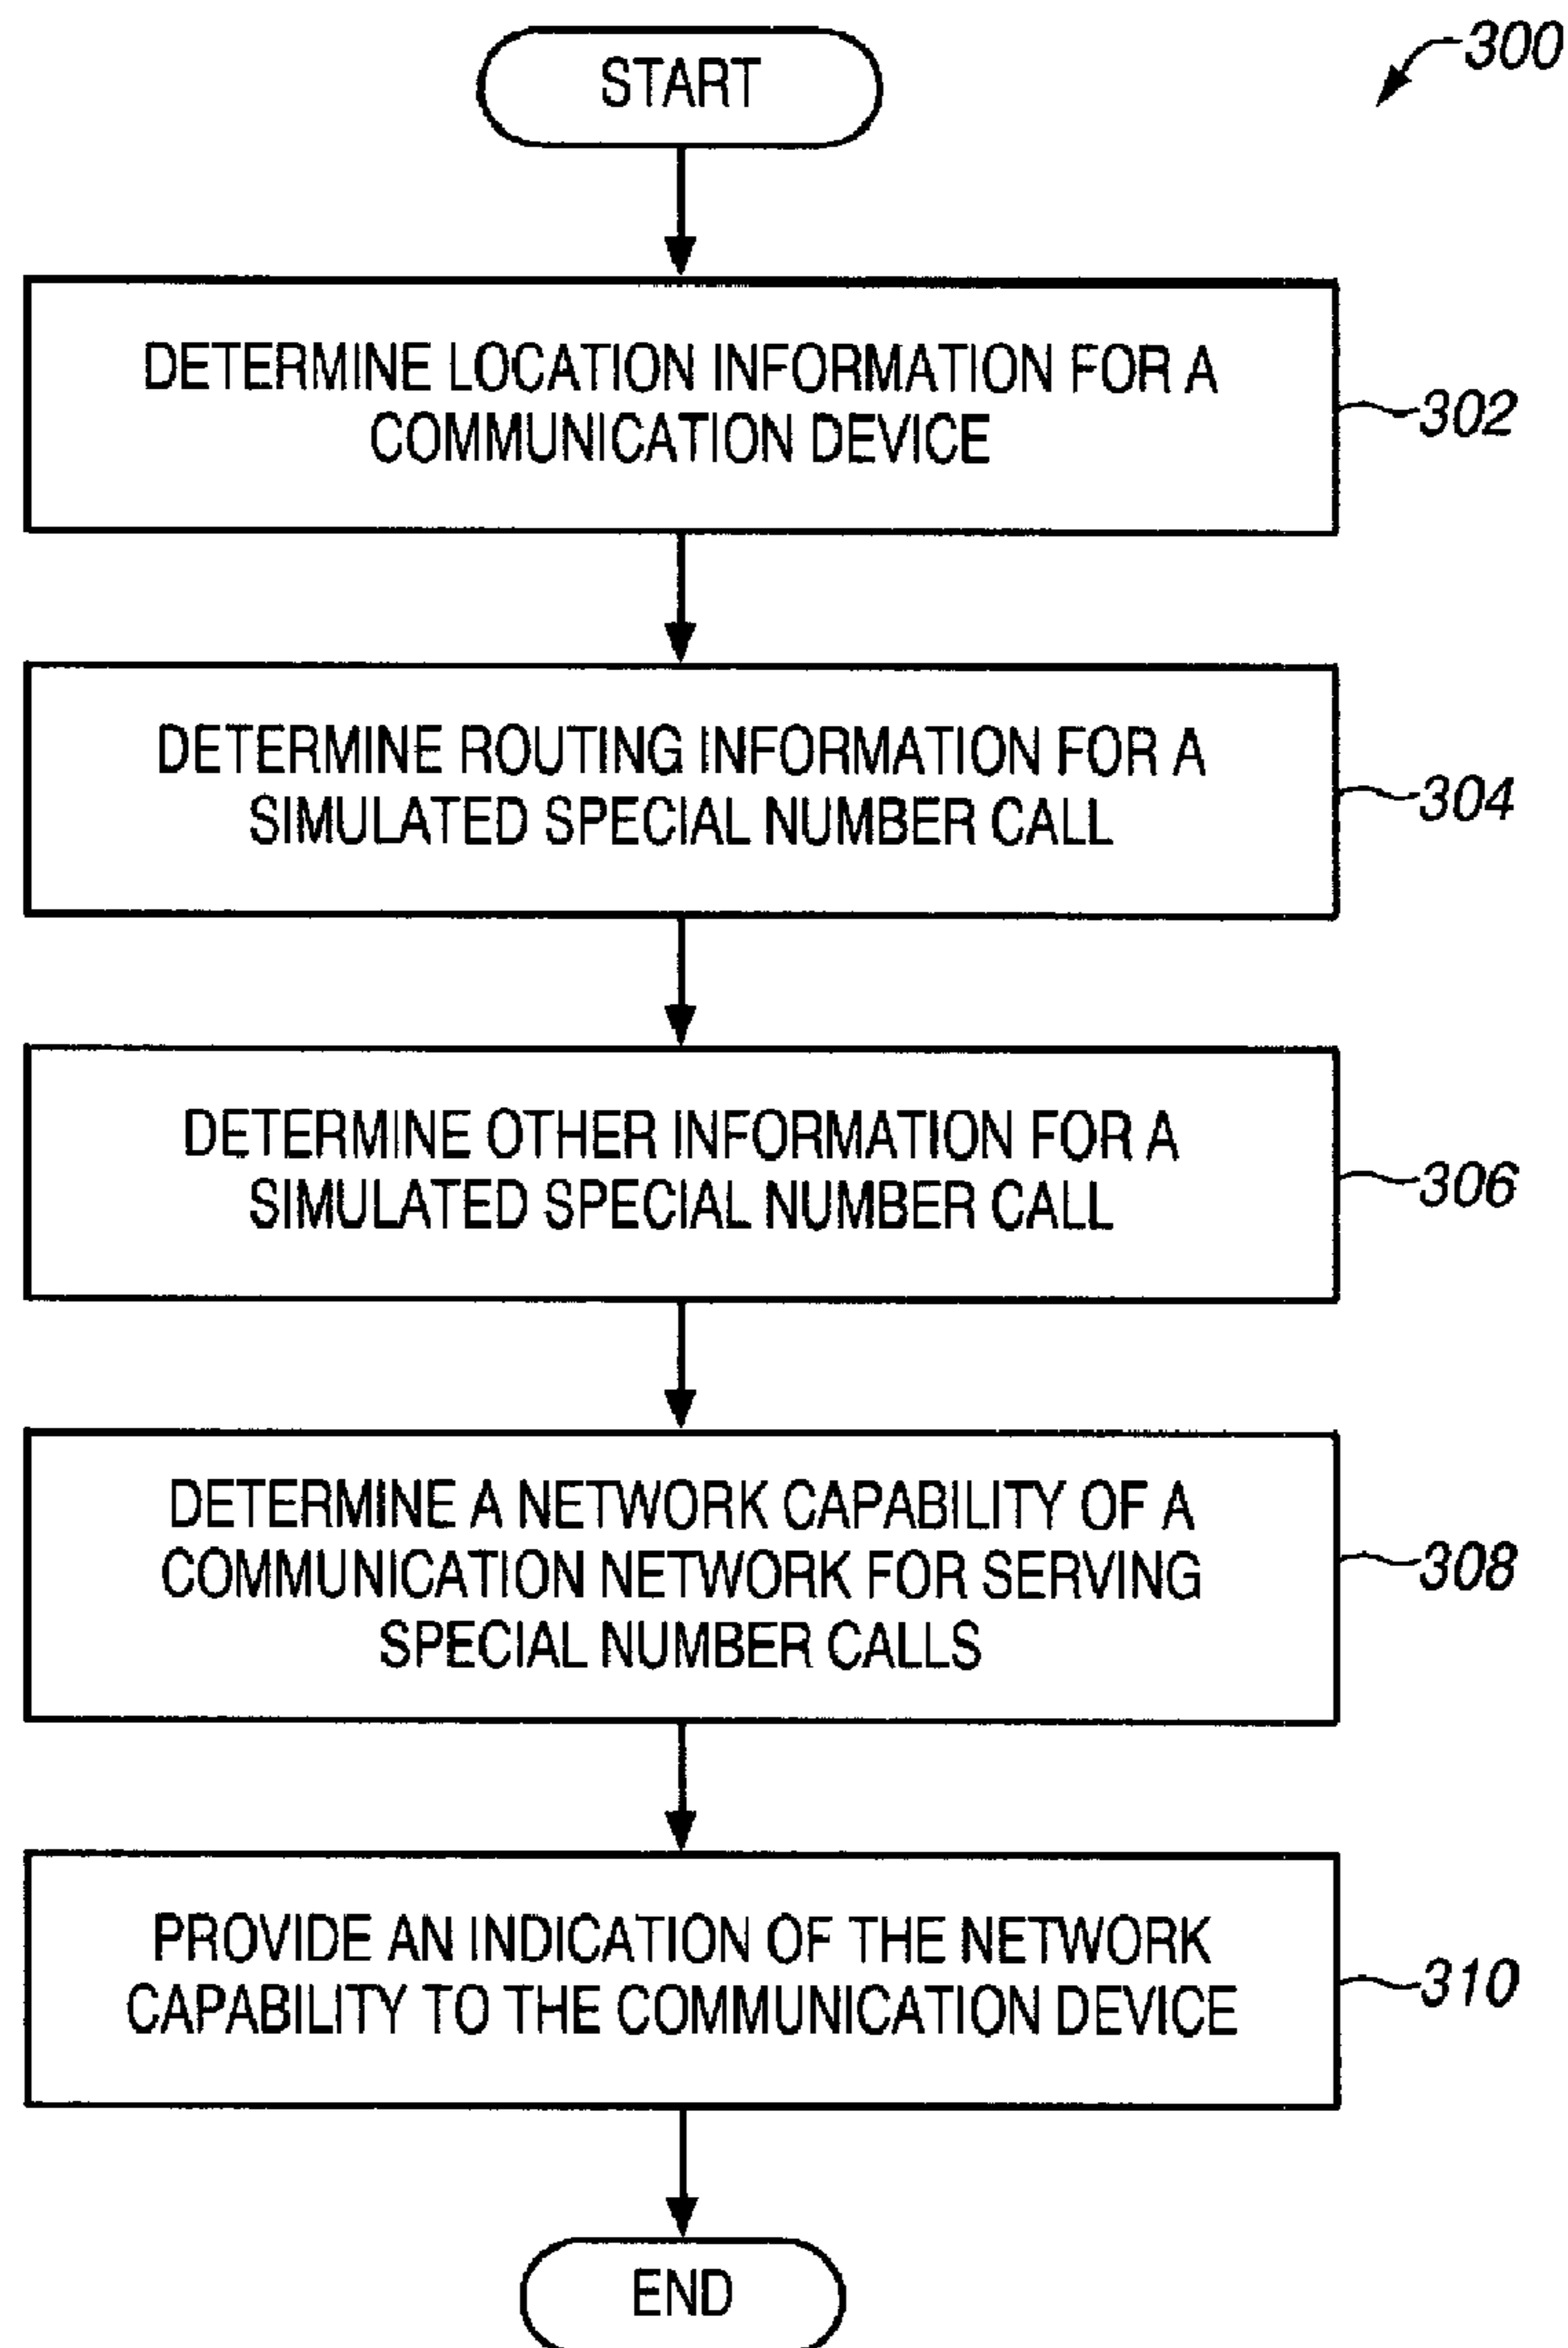 START
300
DETERMINE LOCATION INFORMATION FOR A
COMMUNICATION DEVICE
302
DETERMINE ROUTING INFORMATION FOR A
SIMULATED SPECIAL NUMBER CALL
304
DETERMINE OTHER INFORMATION FOR A
SIMULATED SPECIAL NUMBER CALL
306
DETERMINE A NETWORK CAPABILITY OF A
COMMUNICATION NETWORK FOR SERVING
SPECIAL NUMBER CALLS
308
PROVIDE AN INDICATION OF THE NETWORK
CAPABILITY TO THE COMMUNICATION DEVICE
310
END